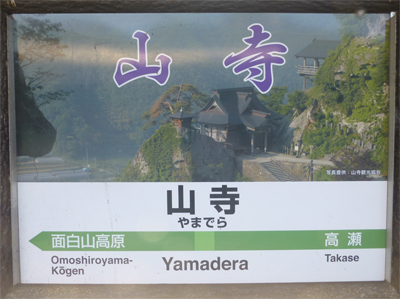 山寺
写真提供:山寺観光協会
山寺
やまでら
面白山高原
高瀬
Omoshiroyama-
Kōgen
Yamadera
Takase